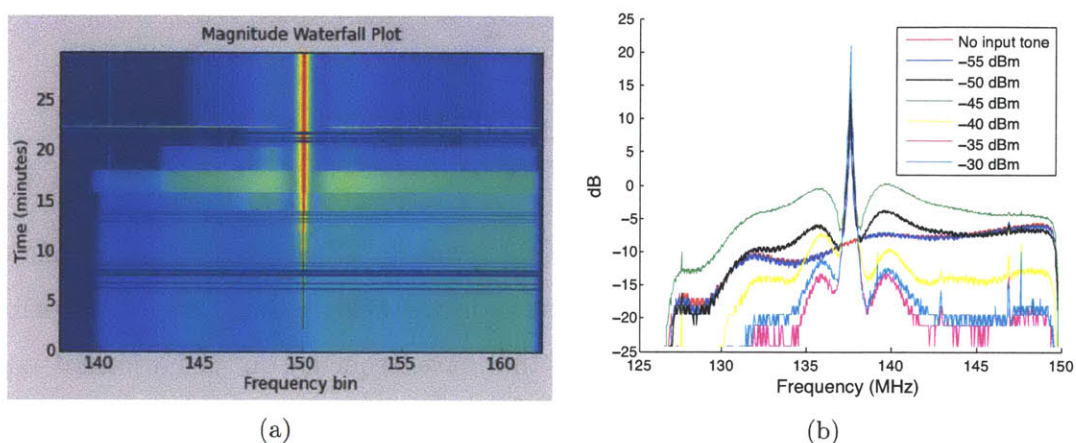 Magnitude Waterfall Plot
Time (minutes)
25
20
15
10
5
0
140
145
150
155
160
Frequency bin
(a)
25
20
15
10
5
0
−5
−10
−15
−20
−25
dB
No input tone
−55 dBm
−50 dBm
−45 dBm
−40 dBm
−35 dBm
−30 dBm
125
130
135
140
145
150
Frequency (MHz)
(b)